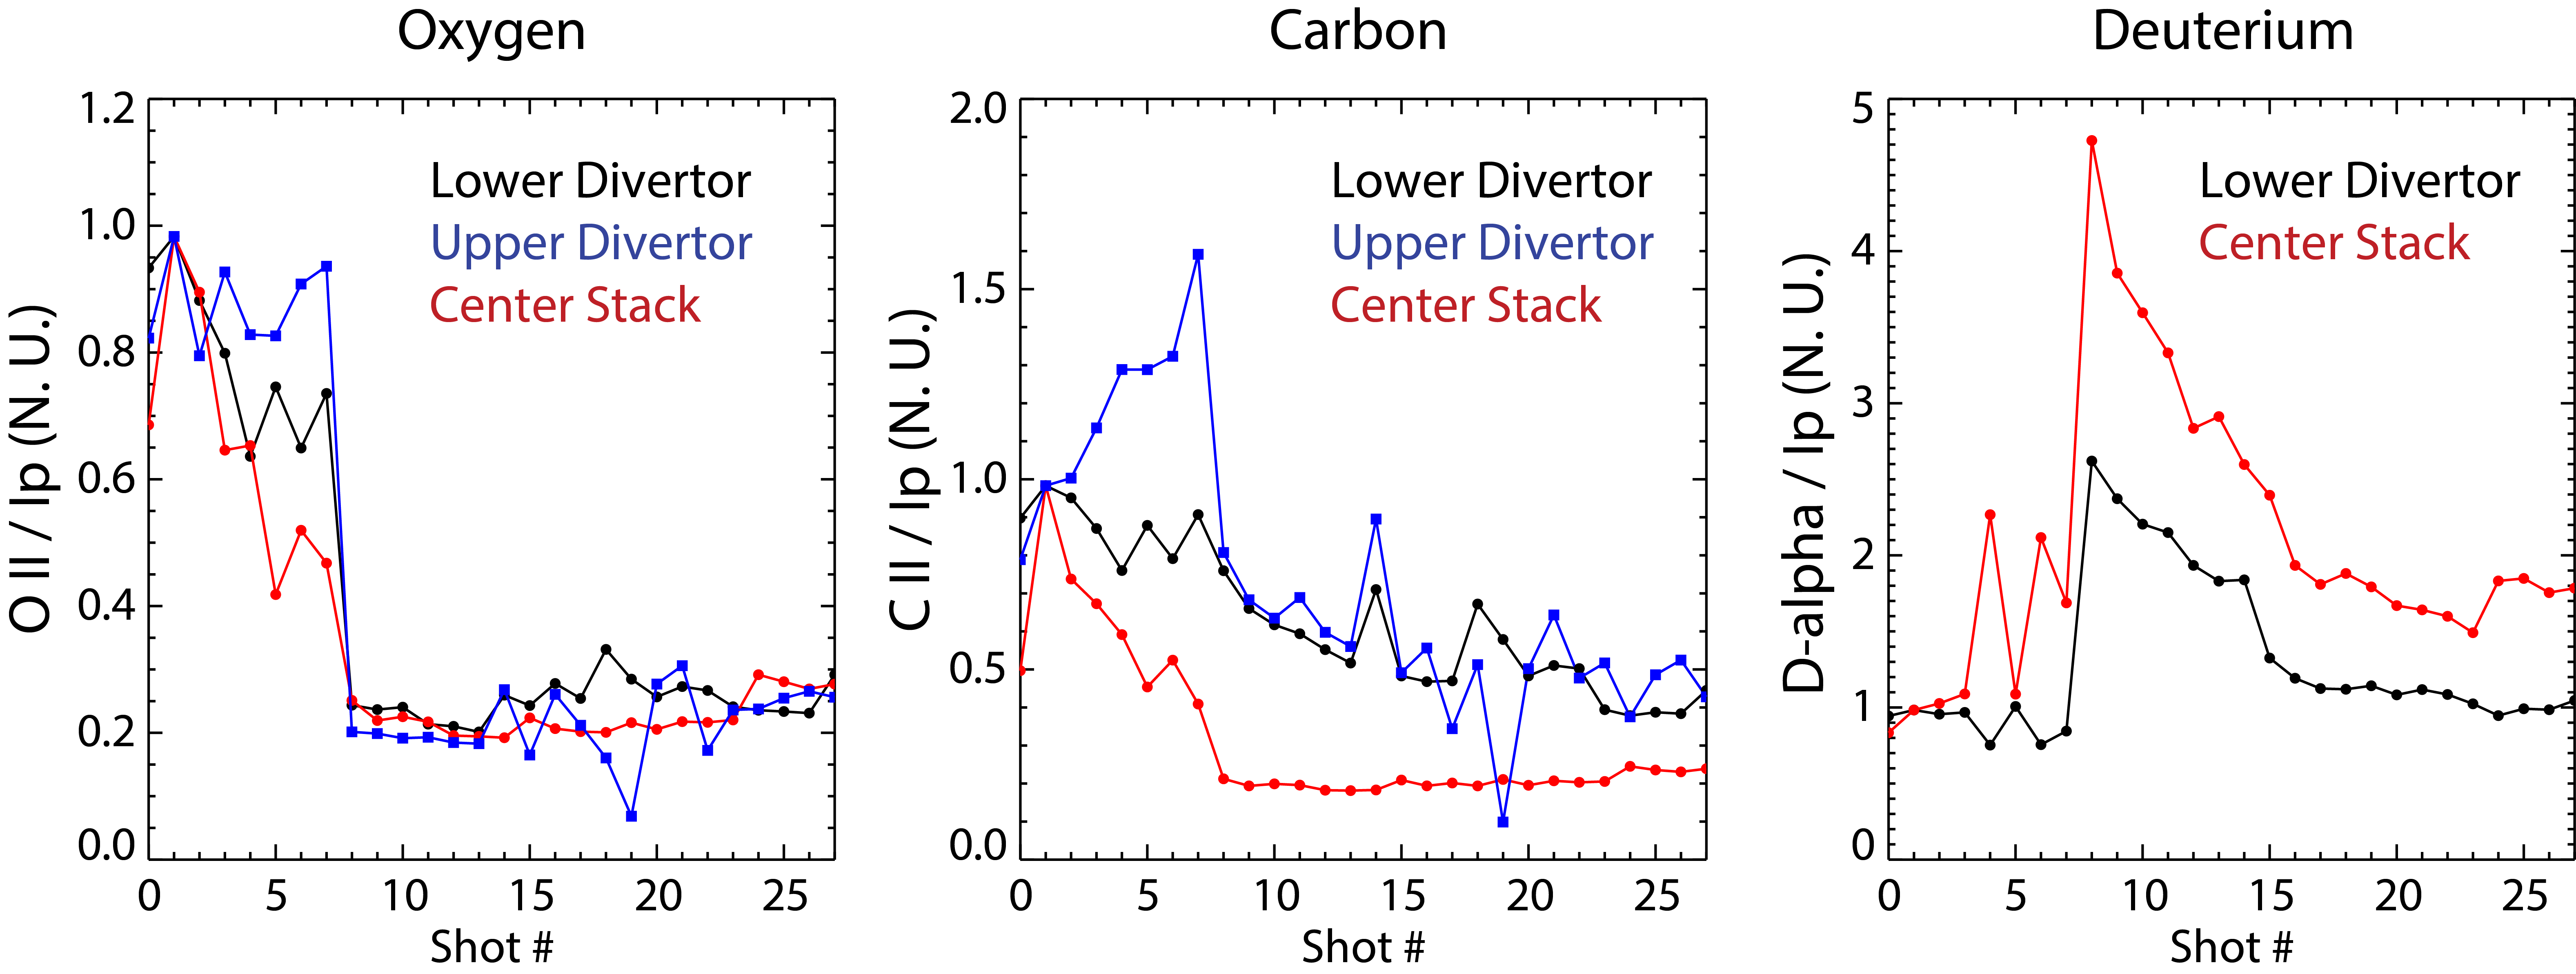 Oxygen
O II / Ip (N. U.)
1.2
1.0
0.8
0.6
0.4
0.2
0.0
Lower Divertor
Upper Divertor
Center Stack
0 5 10 15 20 25
Shot #
Carbon
C II / Ip (N. U.)
2.0
1.5
1.0
0.5
0.0
Lower Divertor
Upper Divertor
Center Stack
0 5 10 15 20 25
Shot #
Deuterium
D-alpha / Ip (N. U.)
5
4
3
2
1
0
Lower Divertor
Center Stack
0 5 10 15 20 25
Shot #